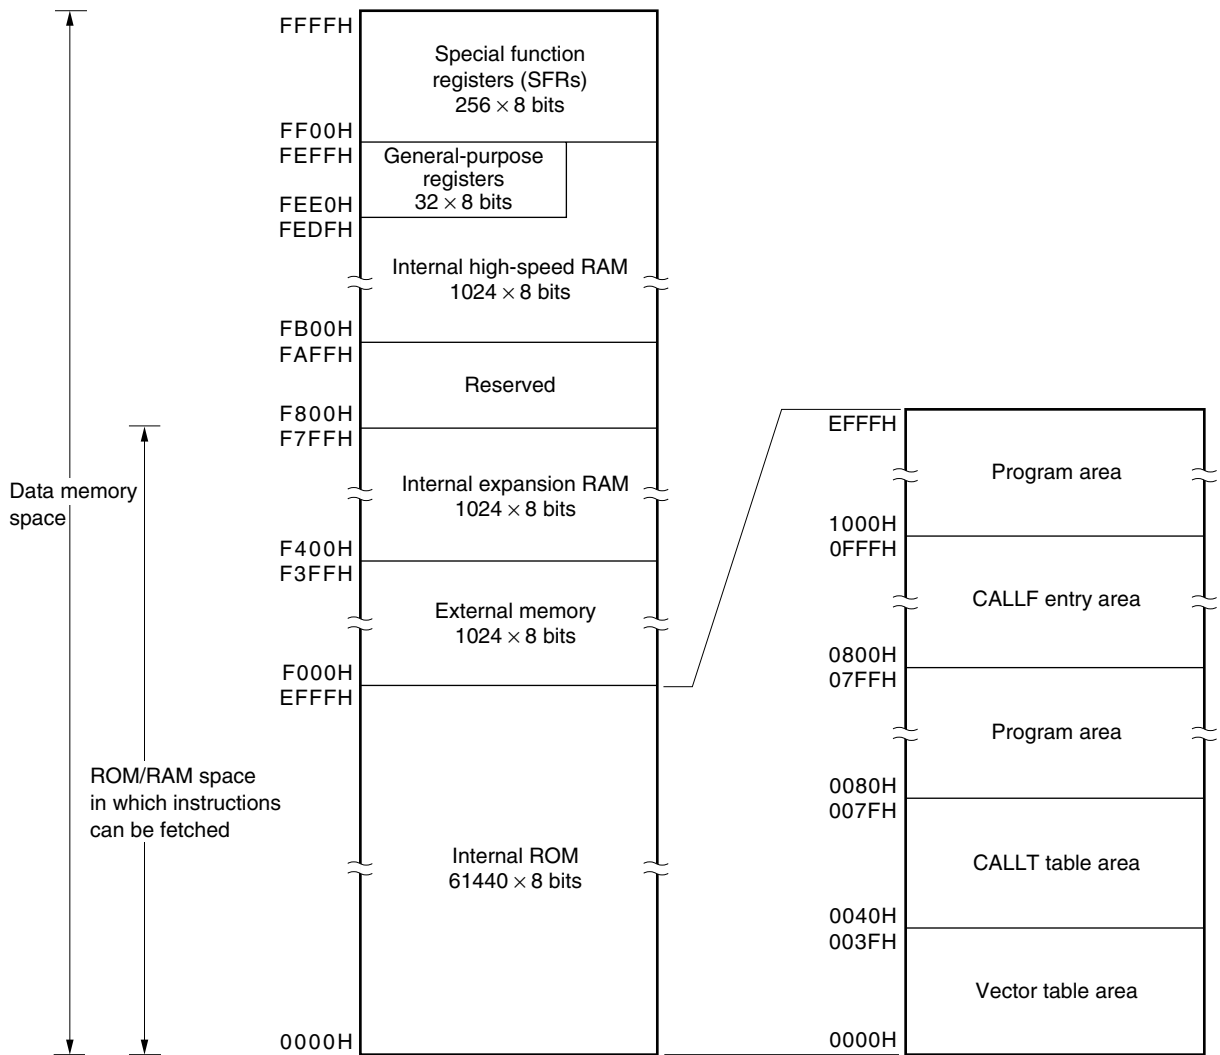 FFFFH
Special function
registers (SFRs)
256 × 8 bits
FF00H
FEFFH
General-purpose
registers
32 × 8 bits
FEE0H
FEDFH
Internal high-speed RAM
1024 × 8 bits
FB00H
FAFFH
Reserved
F800H
F7FFH
Data memory
space
Internal expansion RAM
1024 × 8 bits
F400H
F3FFH
External memory
1024 × 8 bits
F000H
EFFFH
ROM/RAM space
in which instructions
can be fetched
Internal ROM
61440 × 8 bits
0000H
EFFFH
Program area
1000H
0FFFH
CALLF entry area
0800H
07FFH
Program area
0080H
007FH
CALLT table area
0040H
003FH
Vector table area
0000H